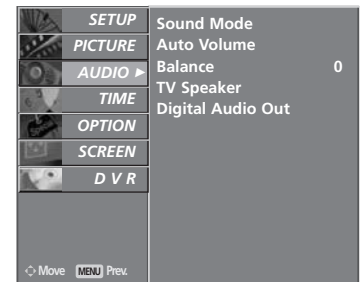 SETUP
PICTURE
AUDIO ►
TIME
OPTION
SCREEN
D V R
Move MENU Prev.
Sound Mode
Auto Volume
Balance 0
TV Speaker
Digital Audio Out